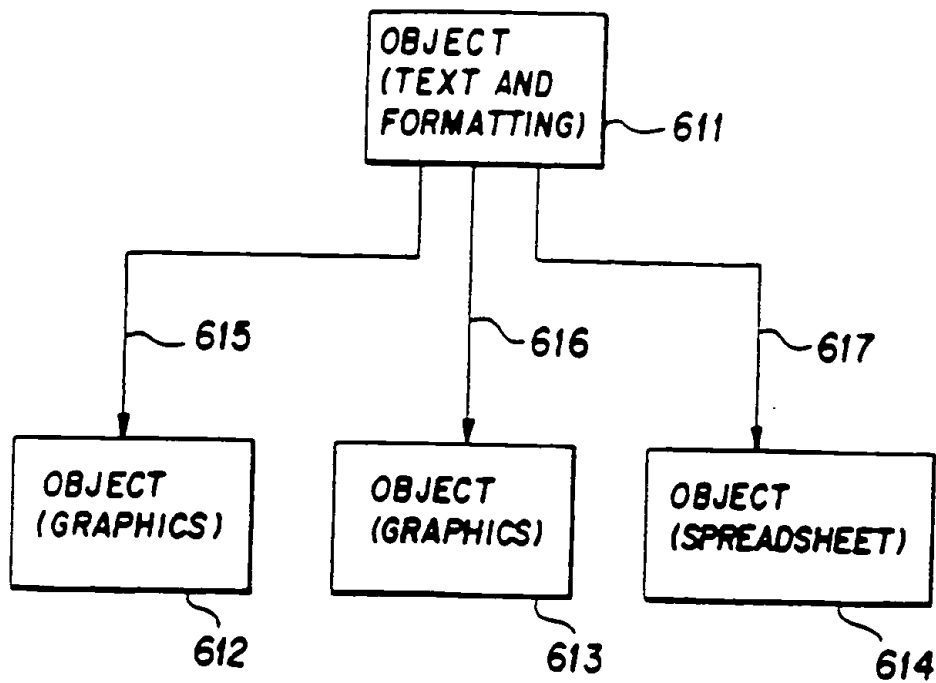 OBJECT
(TEXT AND
FORMATTING)
611
615
616
617
OBJECT
(GRAPHICS)
OBJECT
(GRAPHICS)
OBJECT
(SPREADSHEET)
612
613
614